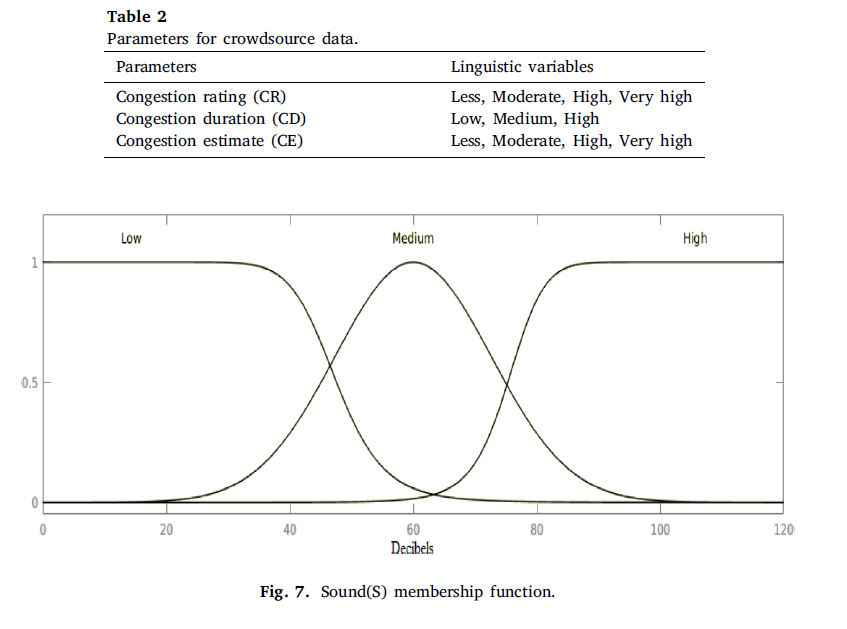 Table 2
Parameters for crowdsource data.
Parameters Linguistic variables
Congestion rating (CR) Less, Moderate, High, Very high
Congestion duration (CD) Low, Medium, High
Congestion estimate (CE) Less, Moderate, High, Very high
Low Medium High
1
0.5
0
0 20 40 60 80 100 120
Decibels
Fig. 7. Sound(S) membership function.